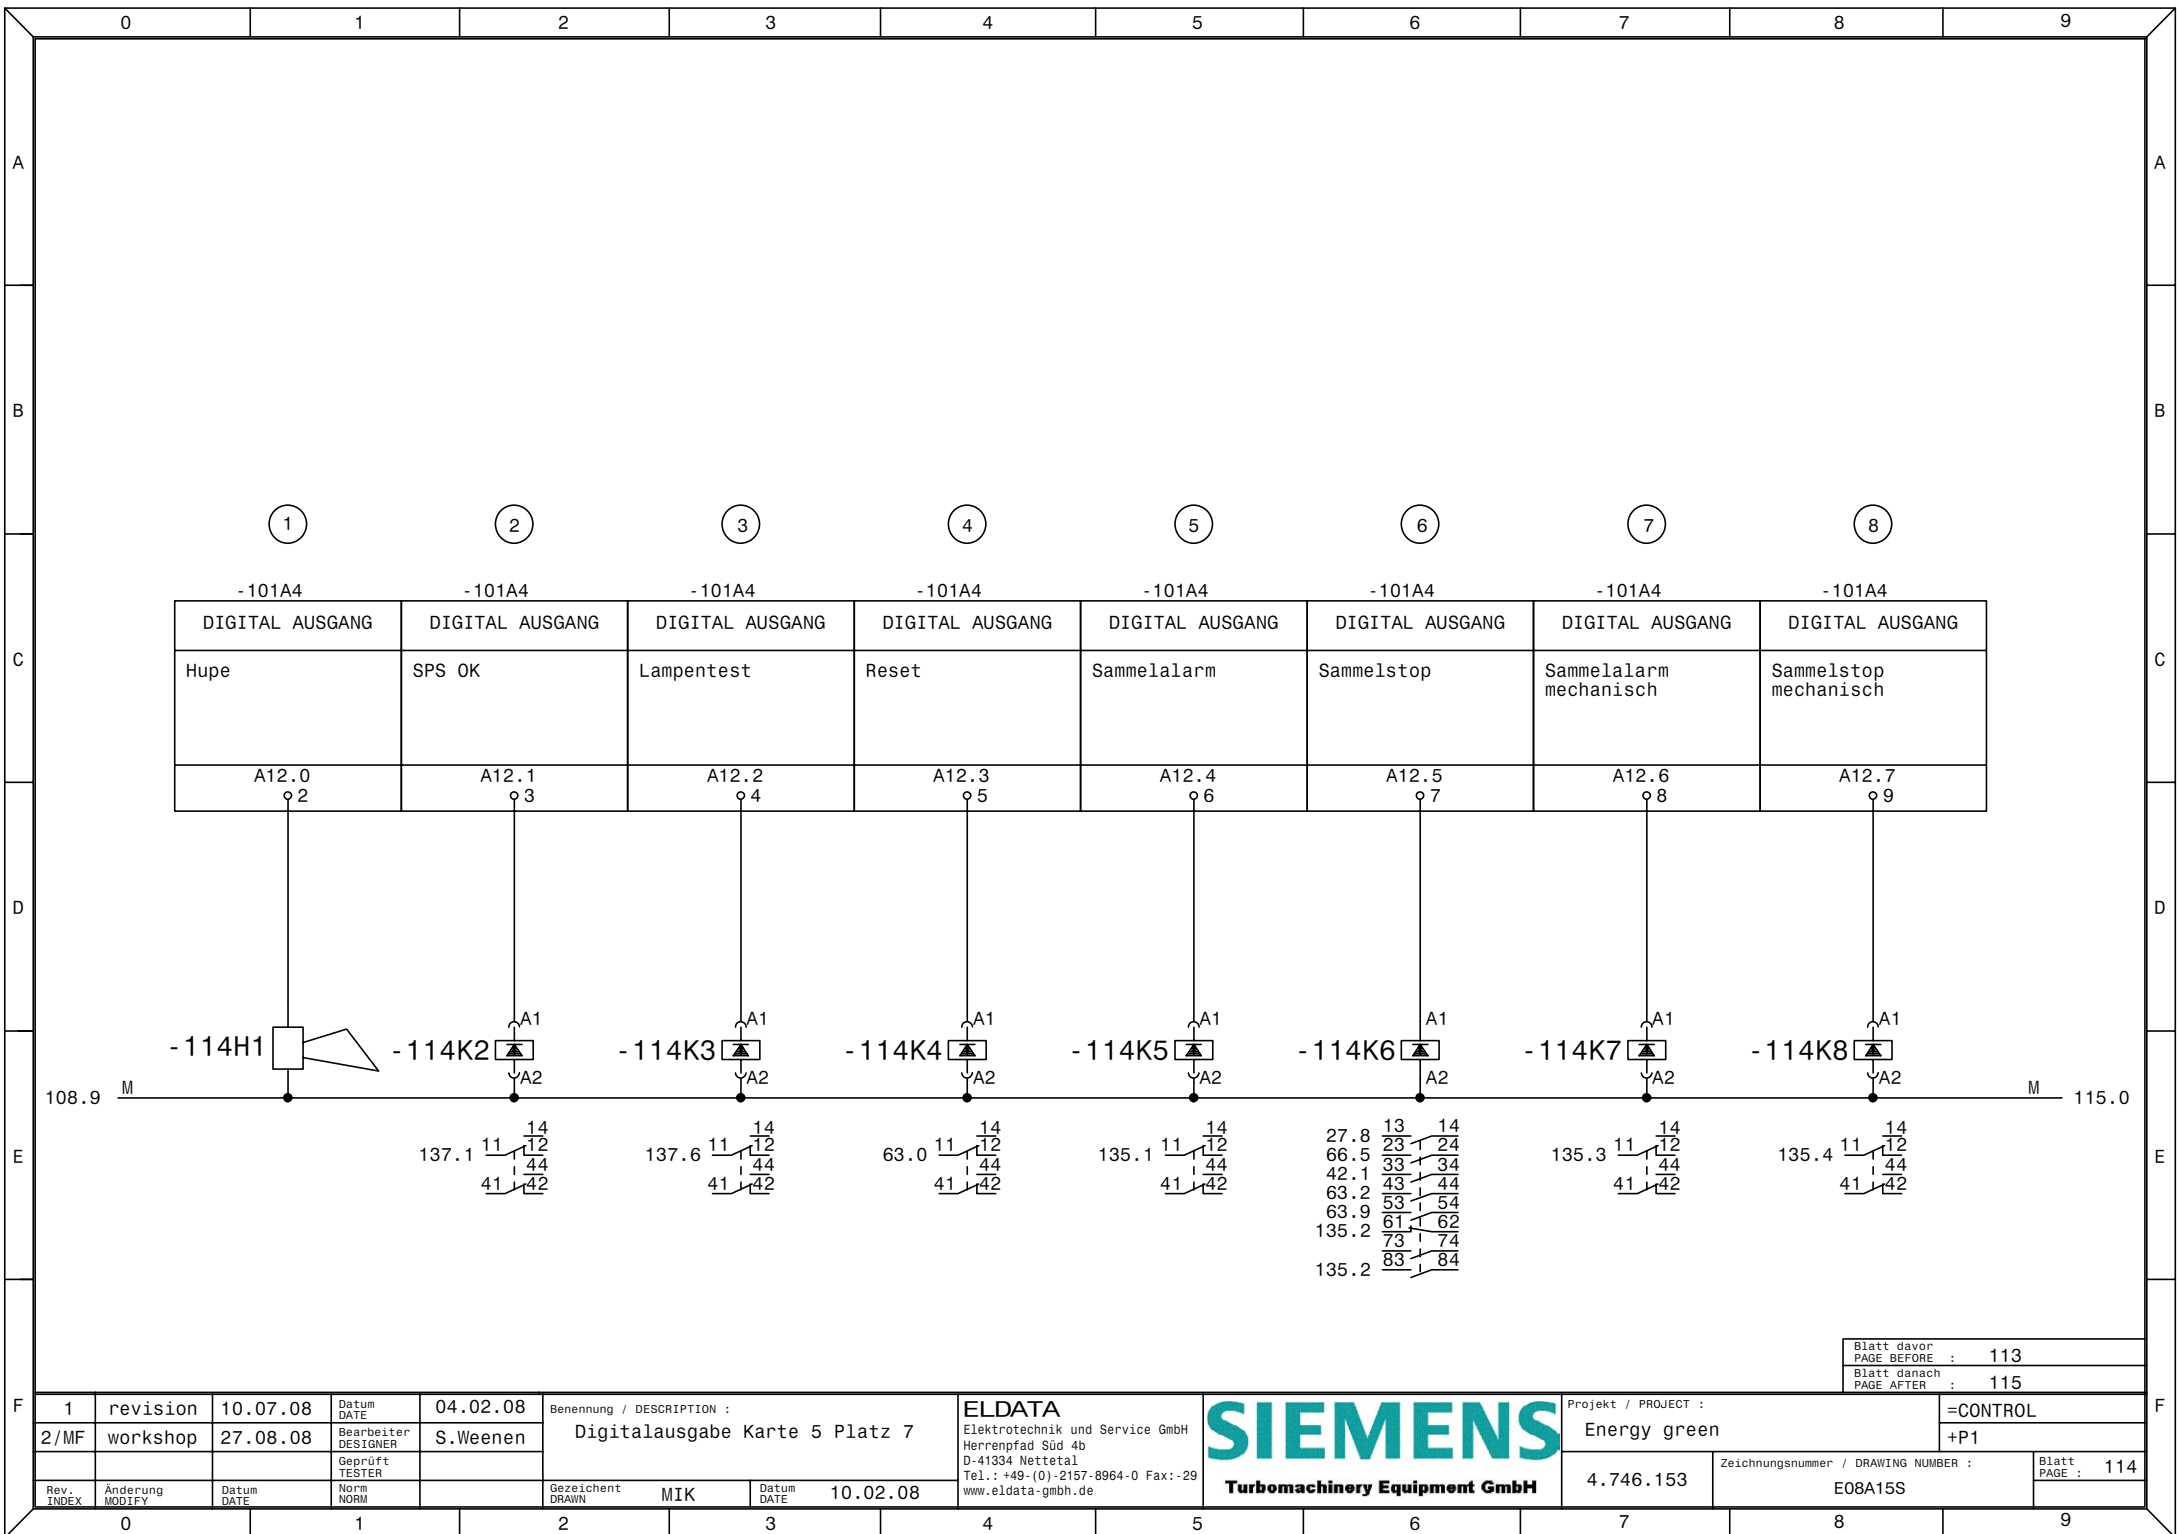 0 1 2 3 4 5 6 7 8 9
A A
B B
1 2 3 4 5 6 7 8
-101A4 -101A4 -101A4 -101A4 -101A4 -101A4 -101A4 -101A4
DIGITAL AUSGANG DIGITAL AUSGANG DIGITAL AUSGANG DIGITAL AUSGANG DIGITAL AUSGANG DIGITAL AUSGANG DIGITAL AUSGANG DIGITAL AUSGANG
C C
Hupe
SPS OK
Lampentest
Reset
Sammelalarm
Sammelstop
Sammelalarm
mechanisch
Sammelstop
mechanisch
A12.0 A12.1 A12.2 A12.3 A12.4 A12.5 A12.6 A12.7
2 3 4 5 6 7 8 9
D D
A1 A1 A1 A1 A1 A1 A1
-114H1 -114K2 -114K3 -114K4 -114K5 -114K6 -114K7 -114K8
A2 A2 A2 A2 A2 A2 A2
108.9 M M 115.0
E E
14
137.1 11 12
44
41 42
14
137.6 11 12
44
41 42
14
63.0 11 12
44
41 42
14
135.1 11 12
44
41 42
27.8 13 14
66.5 23 24
42.1 33 34
63.2 43 44
63.9 53 54
135.2 61 62
73 74
135.2 83 84
14
135.3 11 12
44
41 42
14
135.4 11 12
44
41 42
Blatt davor
PAGE BEFORE : 113
Blatt danach
PAGE AFTER : 115
F F
1 revision 10.07.08
2/MF workshop 27.08.08
Rev. INDEX
Änderung MODIFY
Datum DATE
Datum DATE 04.02.08
Bearbeiter DESIGNER S.Weenen
Geprüft TESTER
Norm NORM
Benennung / DESCRIPTION :
Digitalausgabe Karte 5 Platz 7
Gezeichent DRAWN MIK
Datum DATE 10.02.08
ELDATA
Elektrotechnik und Service GmbH
Herrenpfad Süd 4b
D-41334 Nettetal
Tel.: +49-(0)-2157-8964-0 Fax:-29
www.eldata-gmbh.de
SIEMENS
Turbomachinery Equipment GmbH
Projekt / PROJECT :
Energy green
=CONTROL
+P1
4.746.153
Zeichnungsnummer / DRAWING NUMBER :
E08A15S
Blatt
PAGE : 114
0 1 2 3 4 5 6 7 8 9